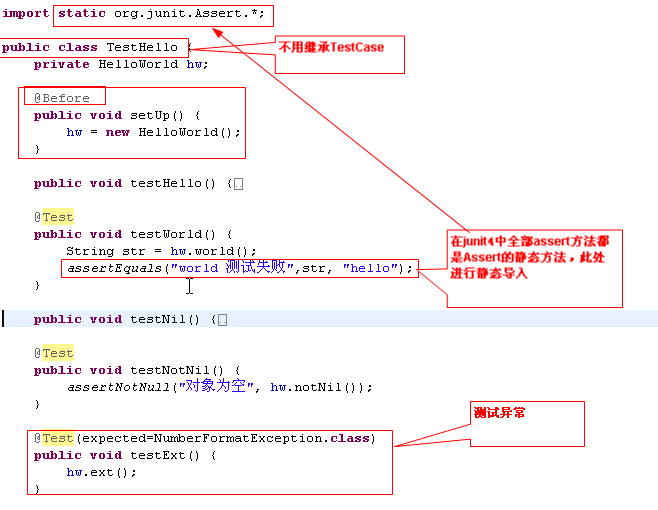 import static org.junit.Assert.*;
public class TestHello {
不用继承TestCase
private HelloWorld hw;
@Before
public void setUp() {
hw = new HelloWorld();
}
public void testHello() {
@Test
public void testWorld() {
String str = hw.world();
assertEquals("world 测试失败",str, "hello");
}
在junit4中全部assert方法都
是Assert的静态方法，此处
进行静态导入
public void testNil() {
@Test
public void testNotNil() {
assertNotNull("对象为空", hw.notNil());
}
测试异常
@Test(expected=NumberFormatException.class)
public void testExt() {
hw.ext();
}